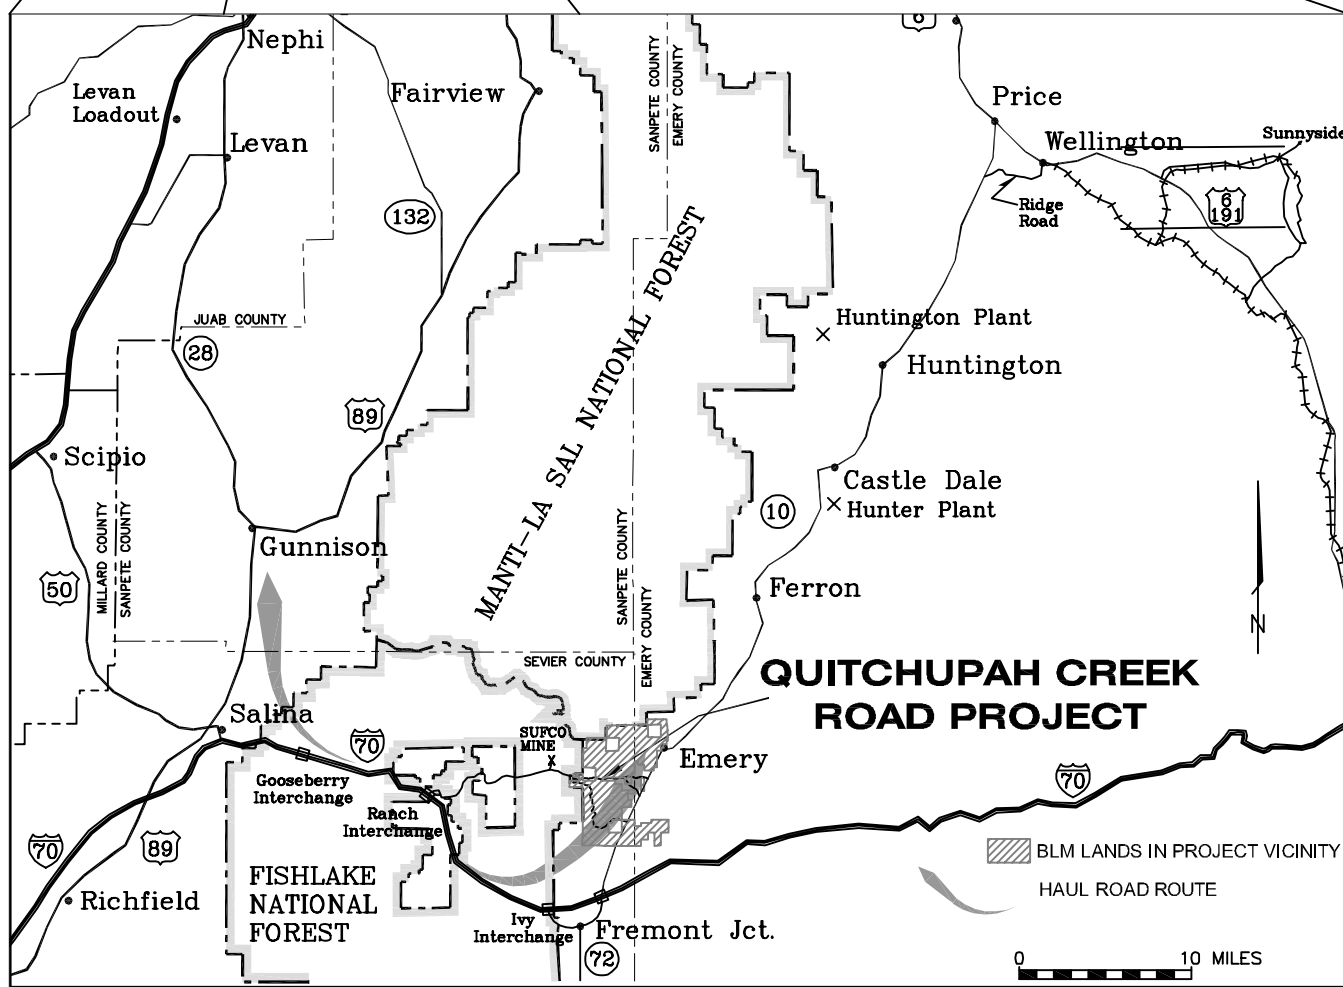 6
Nephi
Levan
Loadout
Levan
Fairview
SANPETE COUNTY
EMERY COUNTY
Price
Wellington
Sunnyside
Ridge
Road
6
191
132
MANTI-LA SAL NATIONAL FOREST
JUAB COUNTY
28
Huntington Plant
Huntington
89
Scipio
Castle Dale
Hunter Plant
10
MILLARD COUNTY
SANPETE COUNTY
50
Gunnison
SANPETE COUNTY
EMERY COUNTY
Ferron
N
SEVIER COUNTY
QUITCHUPAH CREEK
ROAD PROJECT
Salina
70
SUFCO
MINE
Emery
Gooseberry
Interchange
Ranch
Interchange
70
70
89
FISHLAKE
NATIONAL
FOREST
Richfield
Ivy
Interchange
Fremont Jct.
72
BLM LANDS IN PROJECT VICINITY
HAUL ROAD ROUTE
0 10 MILES